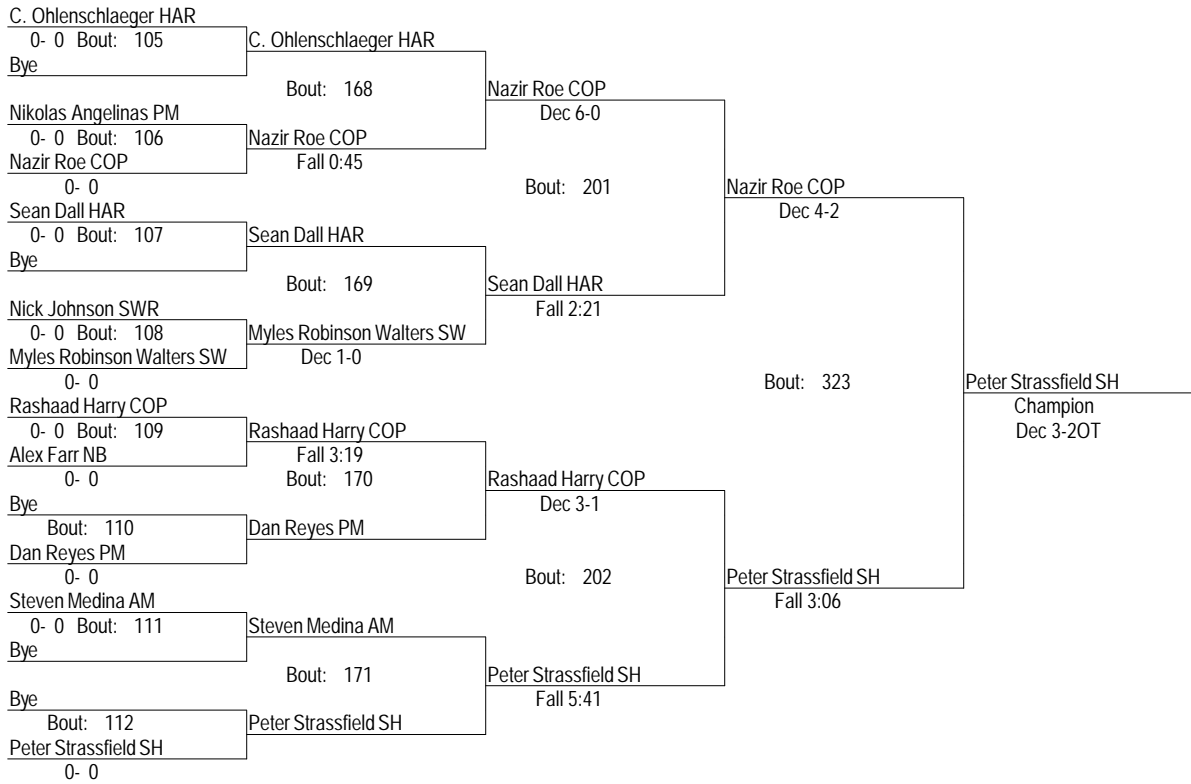 C. Ohlenschlaeger HAR
0- 0 Bout: 105
C. Ohlenschlaeger HAR
Bye
Bout: 168
Nazir Roe COP
Nikolas Angelinas PM
Dec 6-0
0- 0 Bout: 106
Nazir Roe COP
Nazir Roe COP
Fall 0:45
0- 0
Bout: 201
Nazir Roe COP
Sean Dall HAR
Dec 4-2
0- 0 Bout: 107
Sean Dall HAR
Bye
Bout: 169
Sean Dall HAR
Nick Johnson SWR
Fall 2:21
0- 0 Bout: 108
Myles Robinson Walters SW
Myles Robinson Walters SW
Dec 1-0
0- 0
Bout: 323
Peter Strassfield SH
Rashaad Harry COP
Champion
0- 0 Bout: 109
Rashaad Harry COP
Dec 3-2OT
Alex Farr NB
Fall 3:19
0- 0
Bout: 170
Rashaad Harry COP
Bye
Dec 3-1
Bout: 110
Dan Reyes PM
Dan Reyes PM
0- 0
Bout: 202
Peter Strassfield SH
Steven Medina AM
Fall 3:06
0- 0 Bout: 111
Steven Medina AM
Bye
Bout: 171
Peter Strassfield SH
Bye
Fall 5:41
Bout: 112
Peter Strassfield SH
Peter Strassfield SH
0- 0